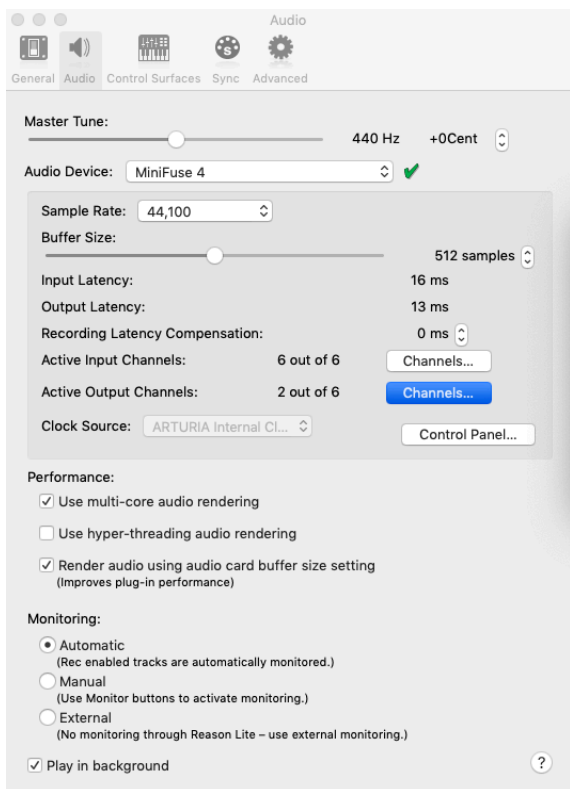 Audio
General Audio Control Surfaces Sync Advanced
Master Tune:
440 Hz +0Cent
Audio Device: MiniFuse 4
Sample Rate: 44,100
Buffer Size:
512 samples
Input Latency: 16 ms
Output Latency: 13 ms
Recording Latency Compensation: 0 ms
Active Input Channels: 6 out of 6 Channels...
Active Output Channels: 2 out of 6 Channels...
Clock Source: ARTURIA Internal Cl... Control Panel...
Performance:
Use multi-core audio rendering
Use hyper-threading audio rendering
Render audio using audio card buffer size setting
(Improves plug-in performance)
Monitoring:
Automatic
(Rec enabled tracks are automatically monitored.)
Manual
(Use Monitor buttons to activate monitoring.)
External
(No monitoring through Reason Lite – use external monitoring.)
Play in background ?